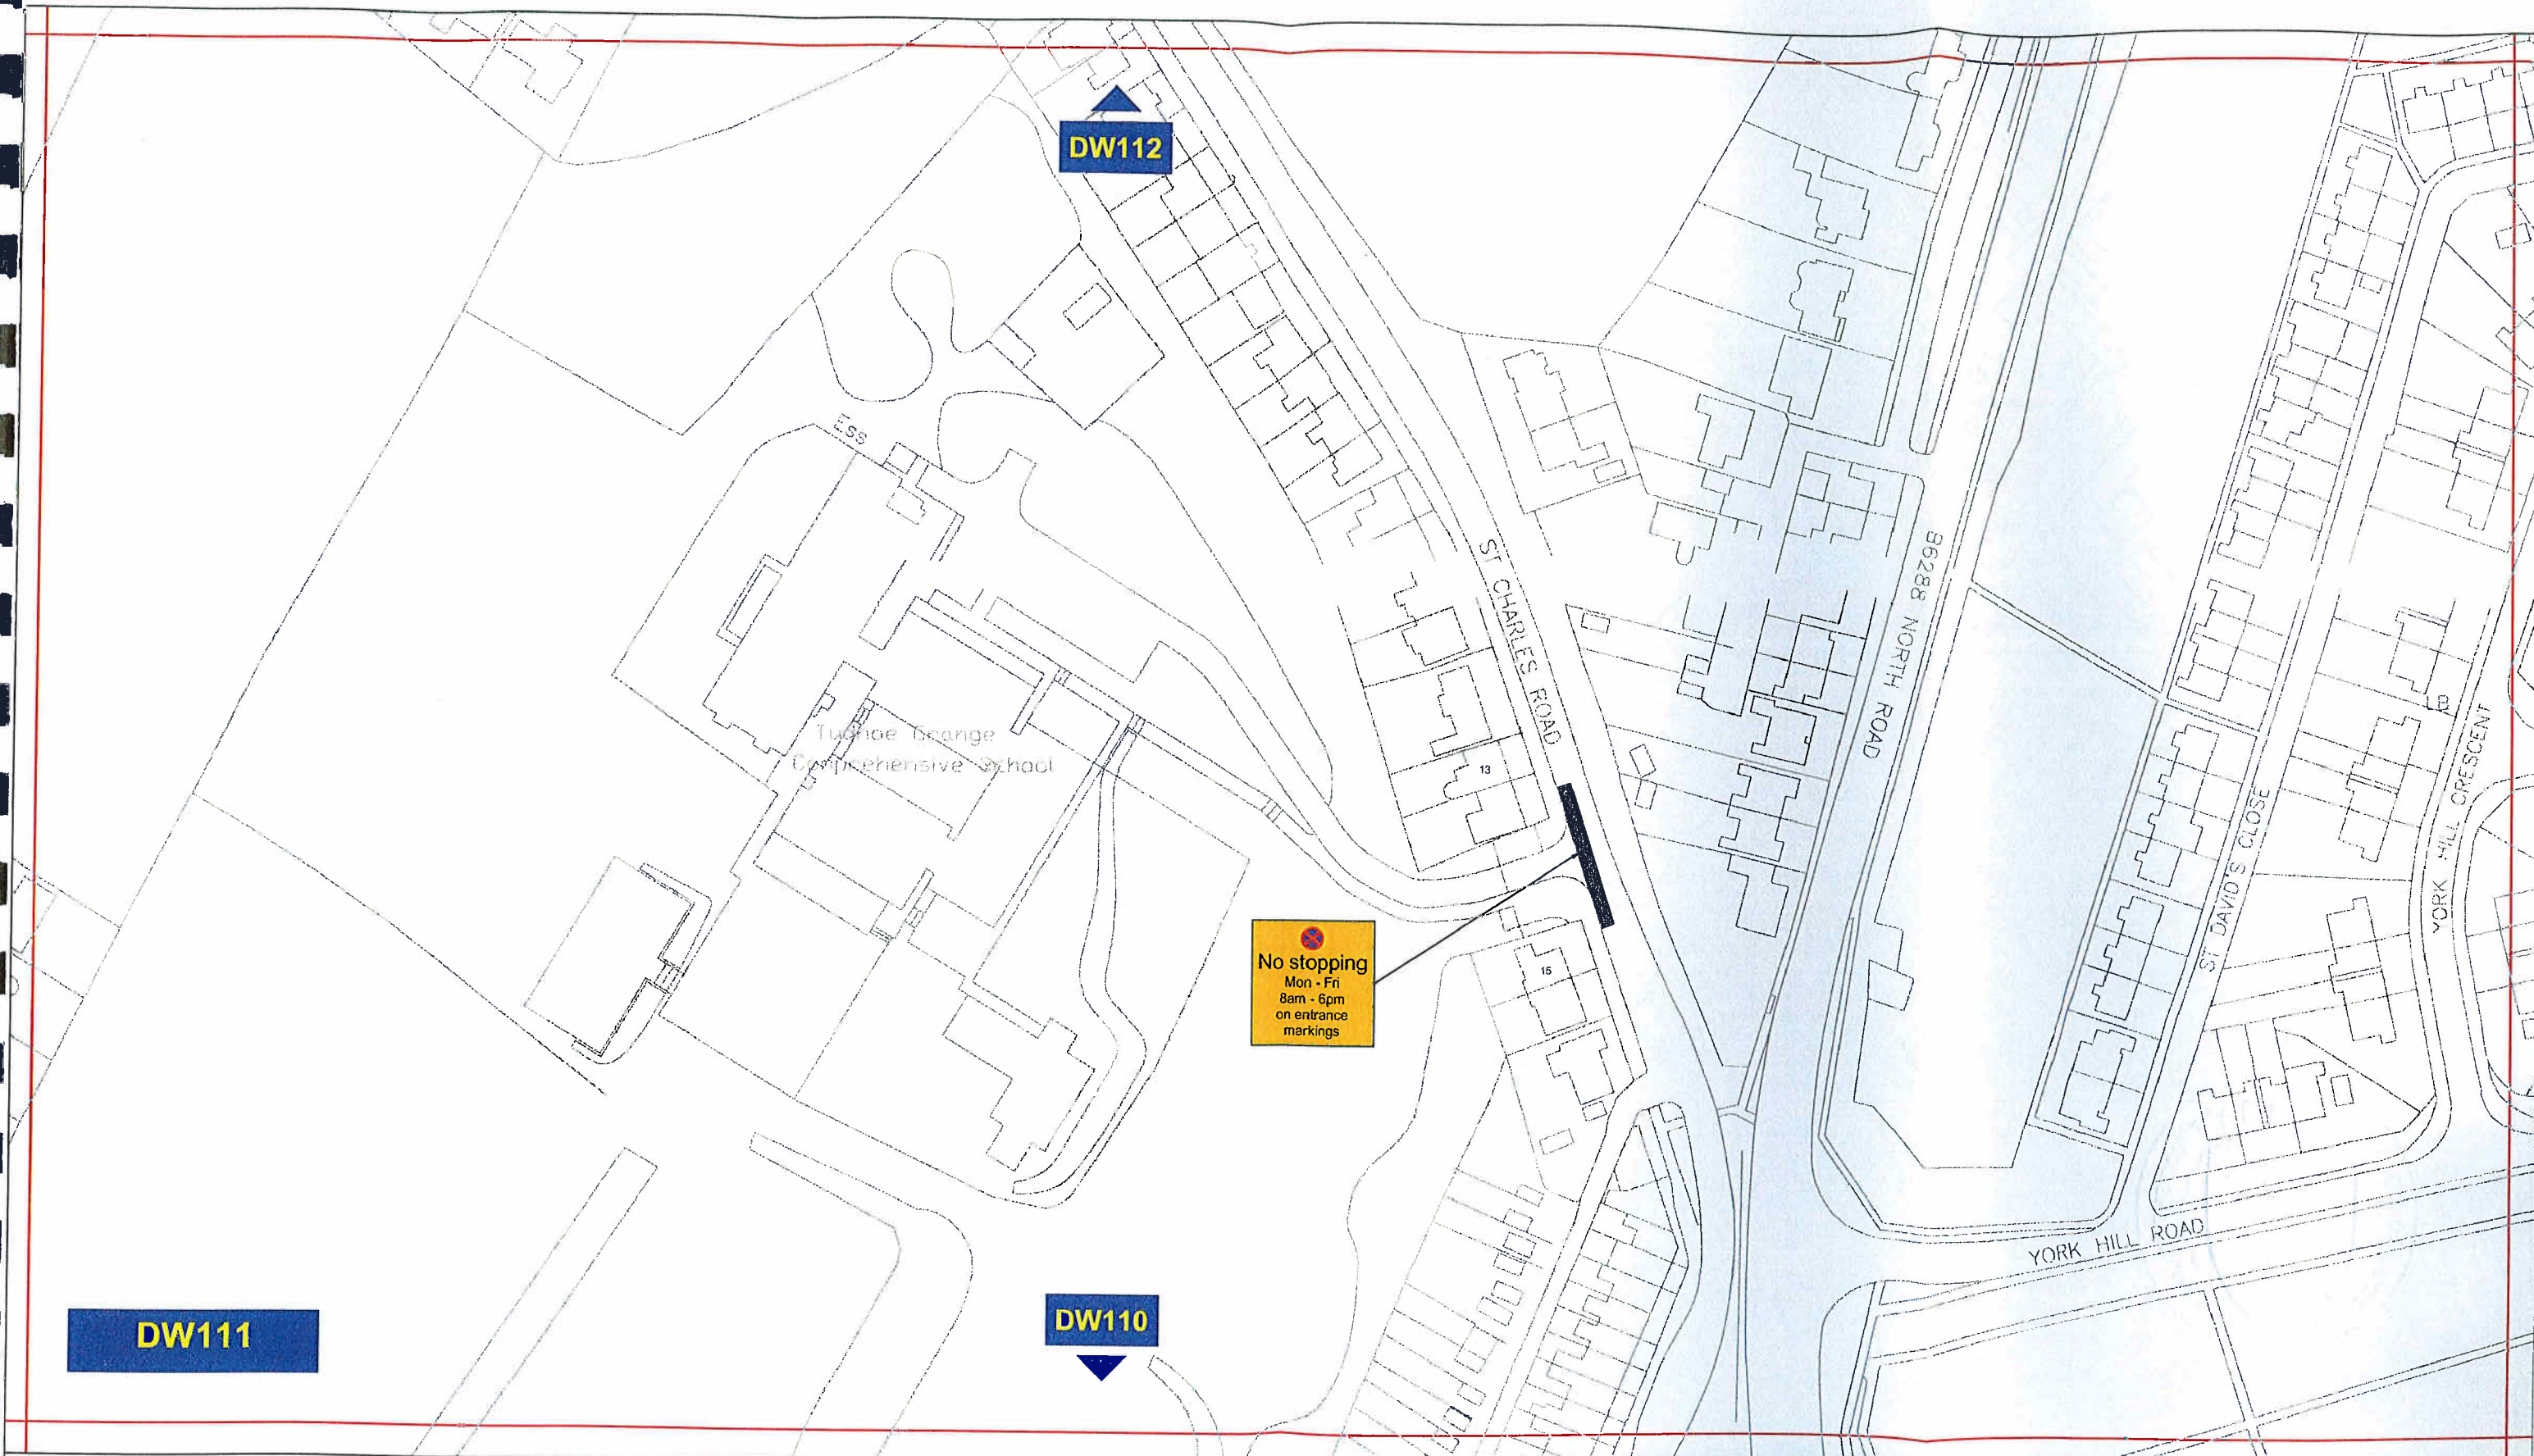 DW112
Ess
ST CHARLES ROAD
B6288 NORTH ROAD
Tudhoe Grange
Comprehensive School
13
LB
YORK HILL CRESCENT
ST DAVID'S CLOSE
No stopping
Mon - Fri
8am - 6pm
on entrance
markings
15
YORK HILL ROAD
DW110
DW111